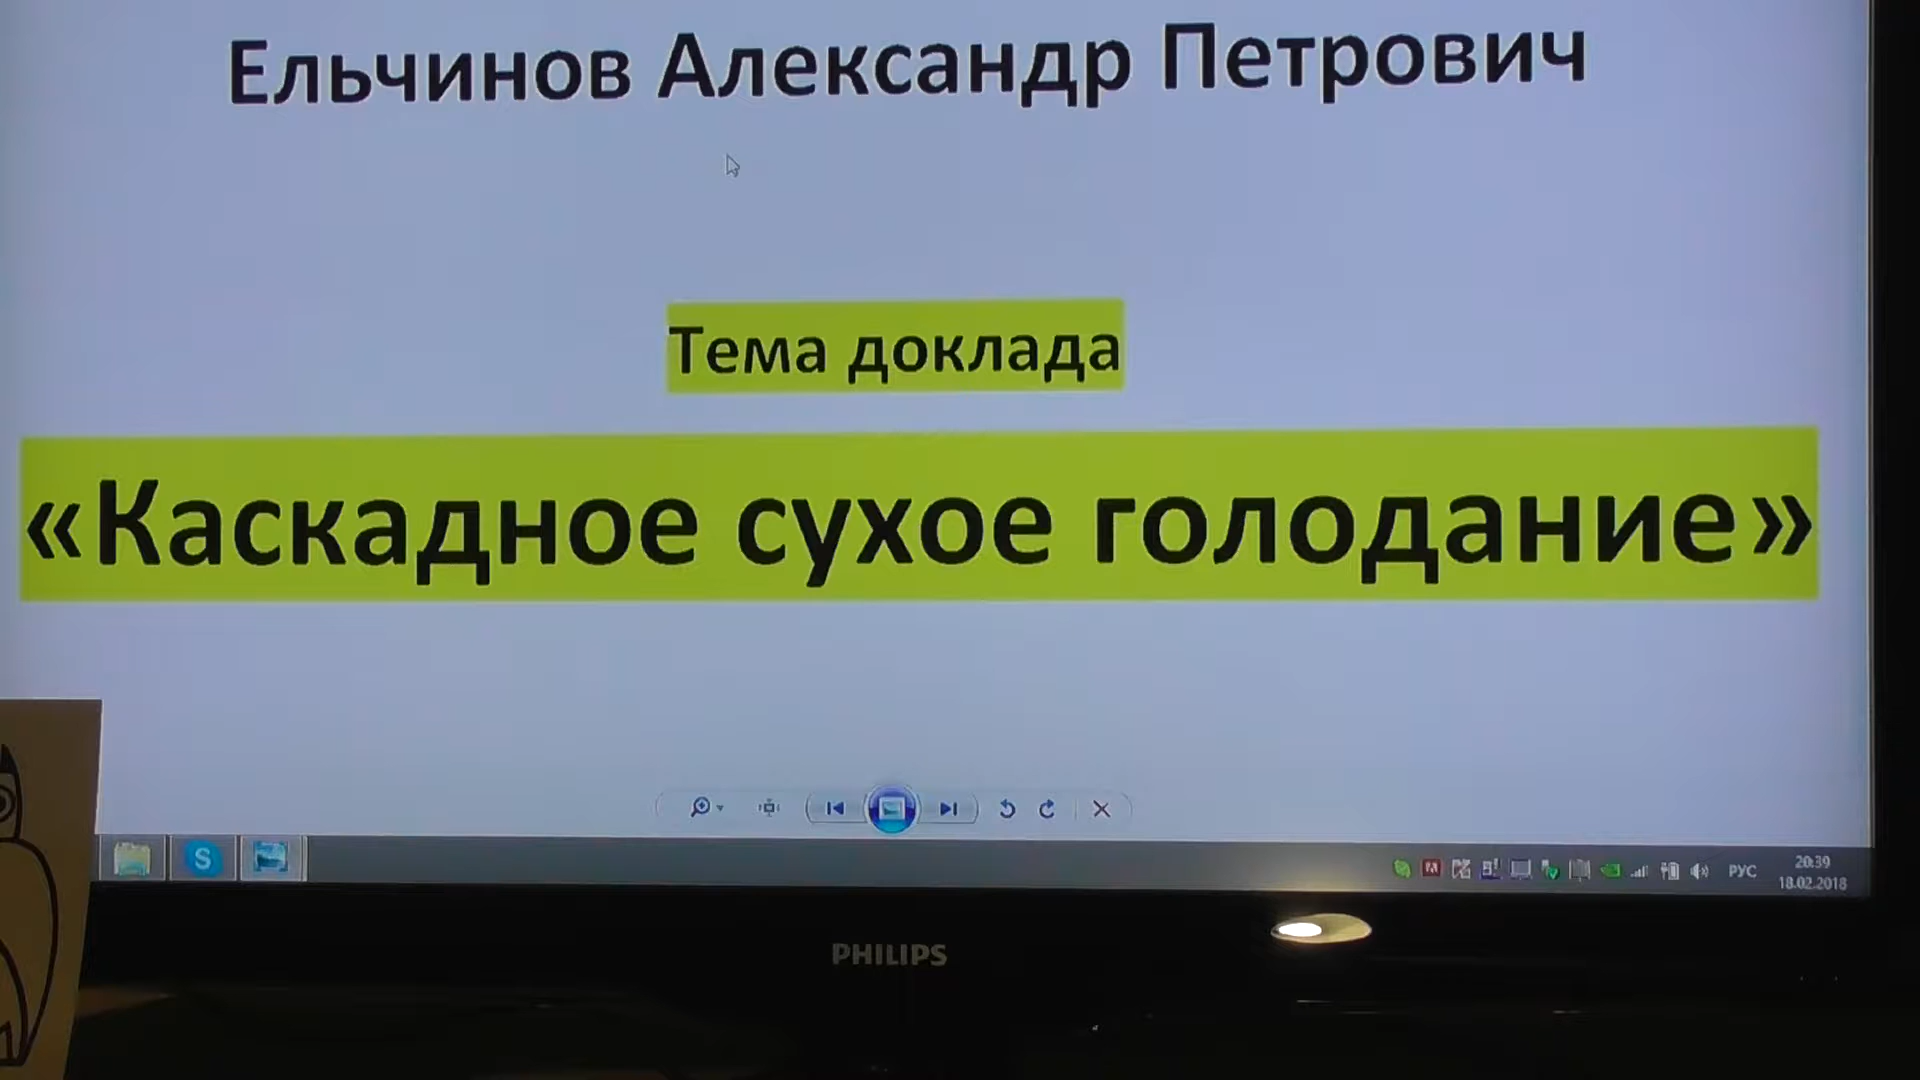 Ельчинов Александр Петрович
Тема доклада
«Каскадное сухое голодание»
S
РУС
20:39
18.02.2018
PHILIPS